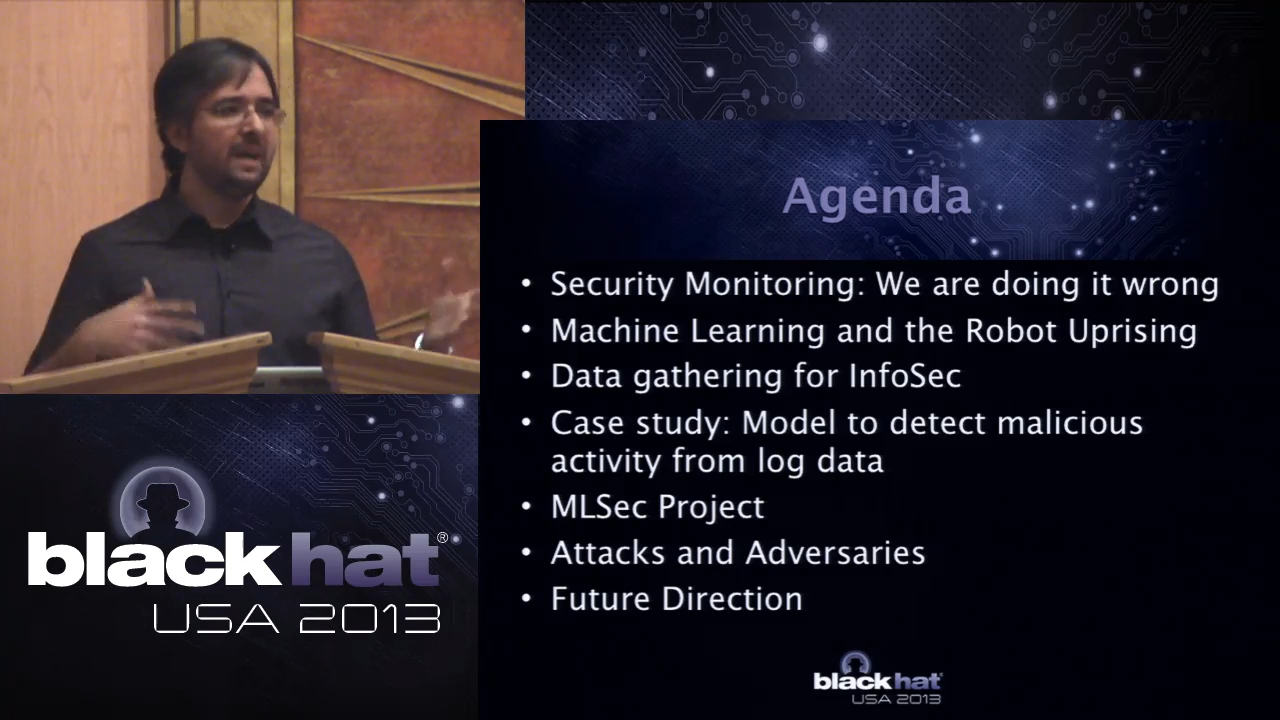 Agenda
• Security Monitoring: We are doing it wrong
• Machine Learning and the Robot Uprising
• Data gathering for InfoSec
• Case study: Model to detect malicious
activity from log data
• MLSec Project
• Attacks and Adversaries
• Future Direction
black hat®
USA 2013
black hat
USA 2013